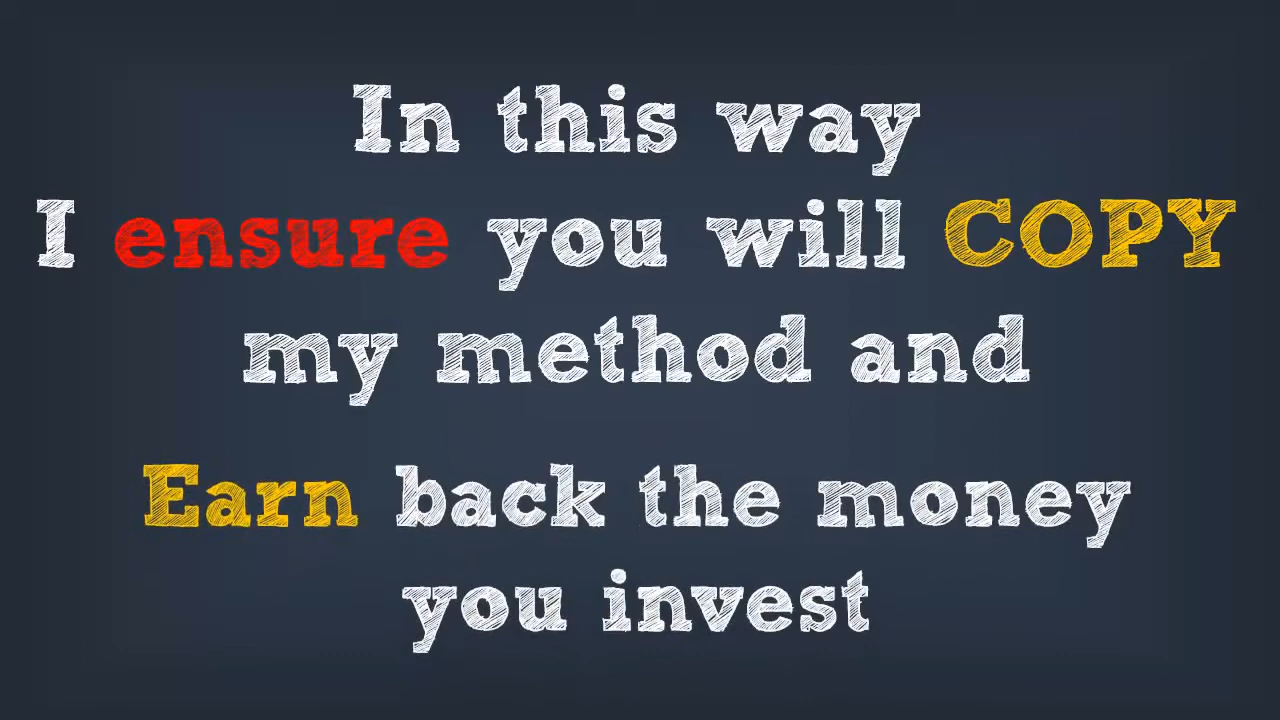 In this way
I ensure you will COPY
my method and
Earn back the money
you invest